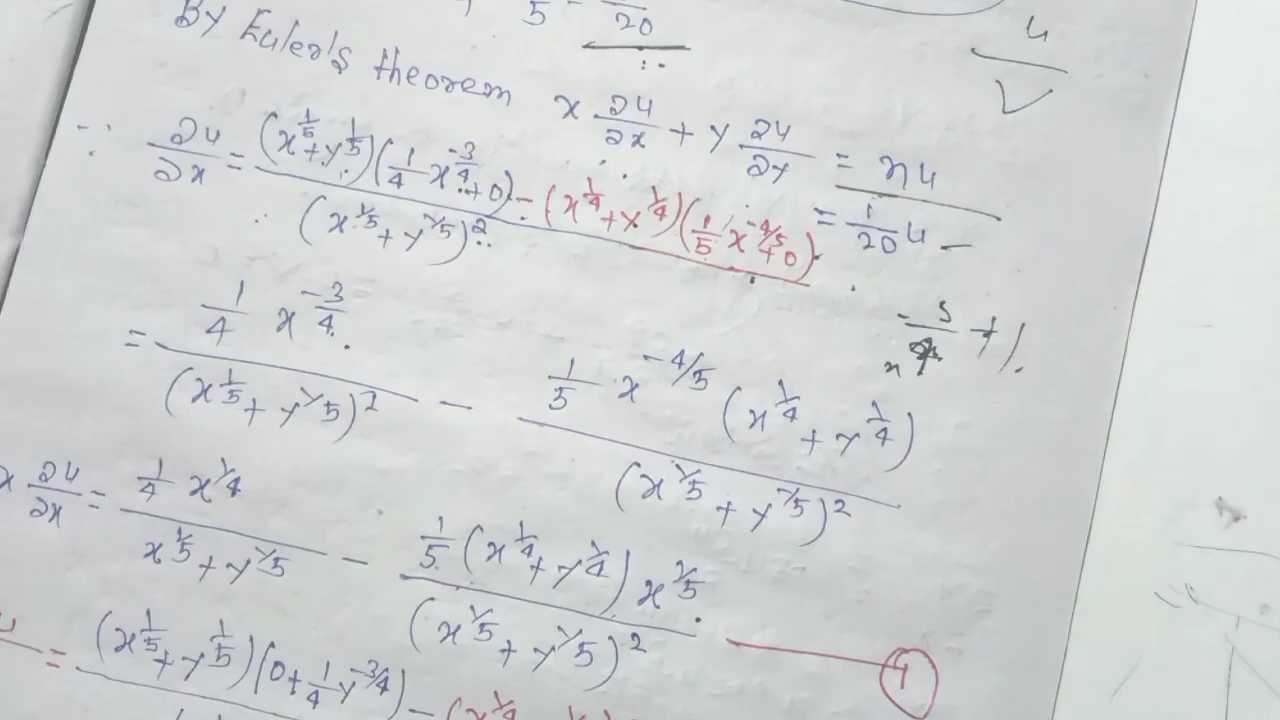 5 - 20
By Euler's theorem x ∂u/∂x + y ∂u/∂y = nu
= 1/20 u
∵ ∂u/∂x = (x^1/5 + y^1/5)(1/4 x^-3/4 + 0) - (x^1/4 + y^1/4)(1/5 x^-4/5 + 0) / (x^1/5 + y^1/5)^2
= 1/4 x^-3/4 / (x^1/5 + y^1/5)^2 - 1/5 x^-4/5 (x^1/4 + y^1/4) / (x^1/5 + y^1/5)^2
x ∂u/∂x = 1/4 x^1/4 / x^1/5 + y^1/5 - 1/5 (x^1/4 + y^1/4) x^1/5 / (x^1/5 + y^1/5)^2 — 1
= (x^1/5 + y^1/5)(0 + 1/4 y^-3/4) - (x^1/4